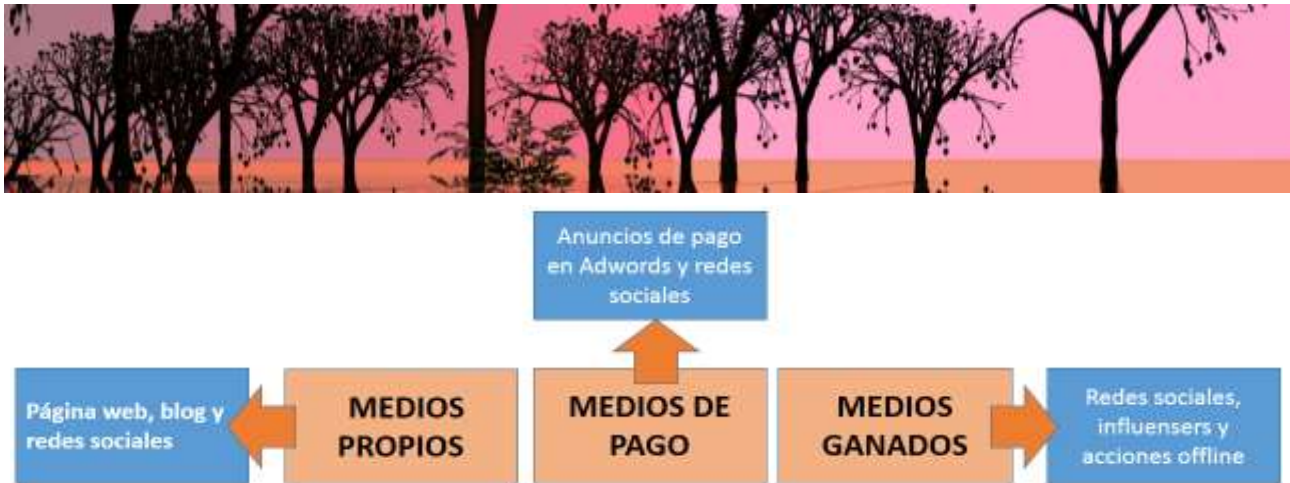 Anuncios de pago
en Adwords y redes
sociales
Página web, blog y
redes sociales
MEDIOS
PROPIOS
MEDIOS DE
PAGO
MEDIOS
GANADOS
Redes sociales,
influensers y
acciones offline